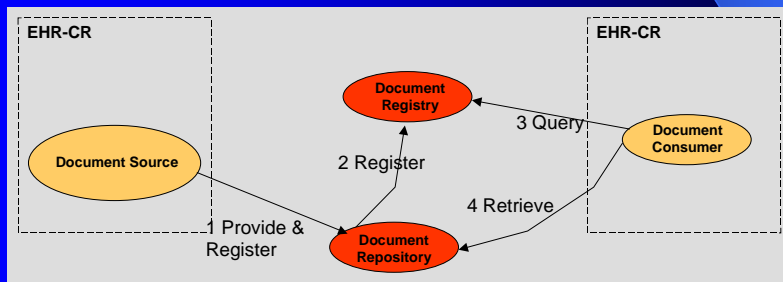 EHR-CR
EHR-CR
Document
Registry
3 Query
Document
Consumer
Document Source
2 Register
4 Retrieve
1 Provide &
Register
Document
Repository